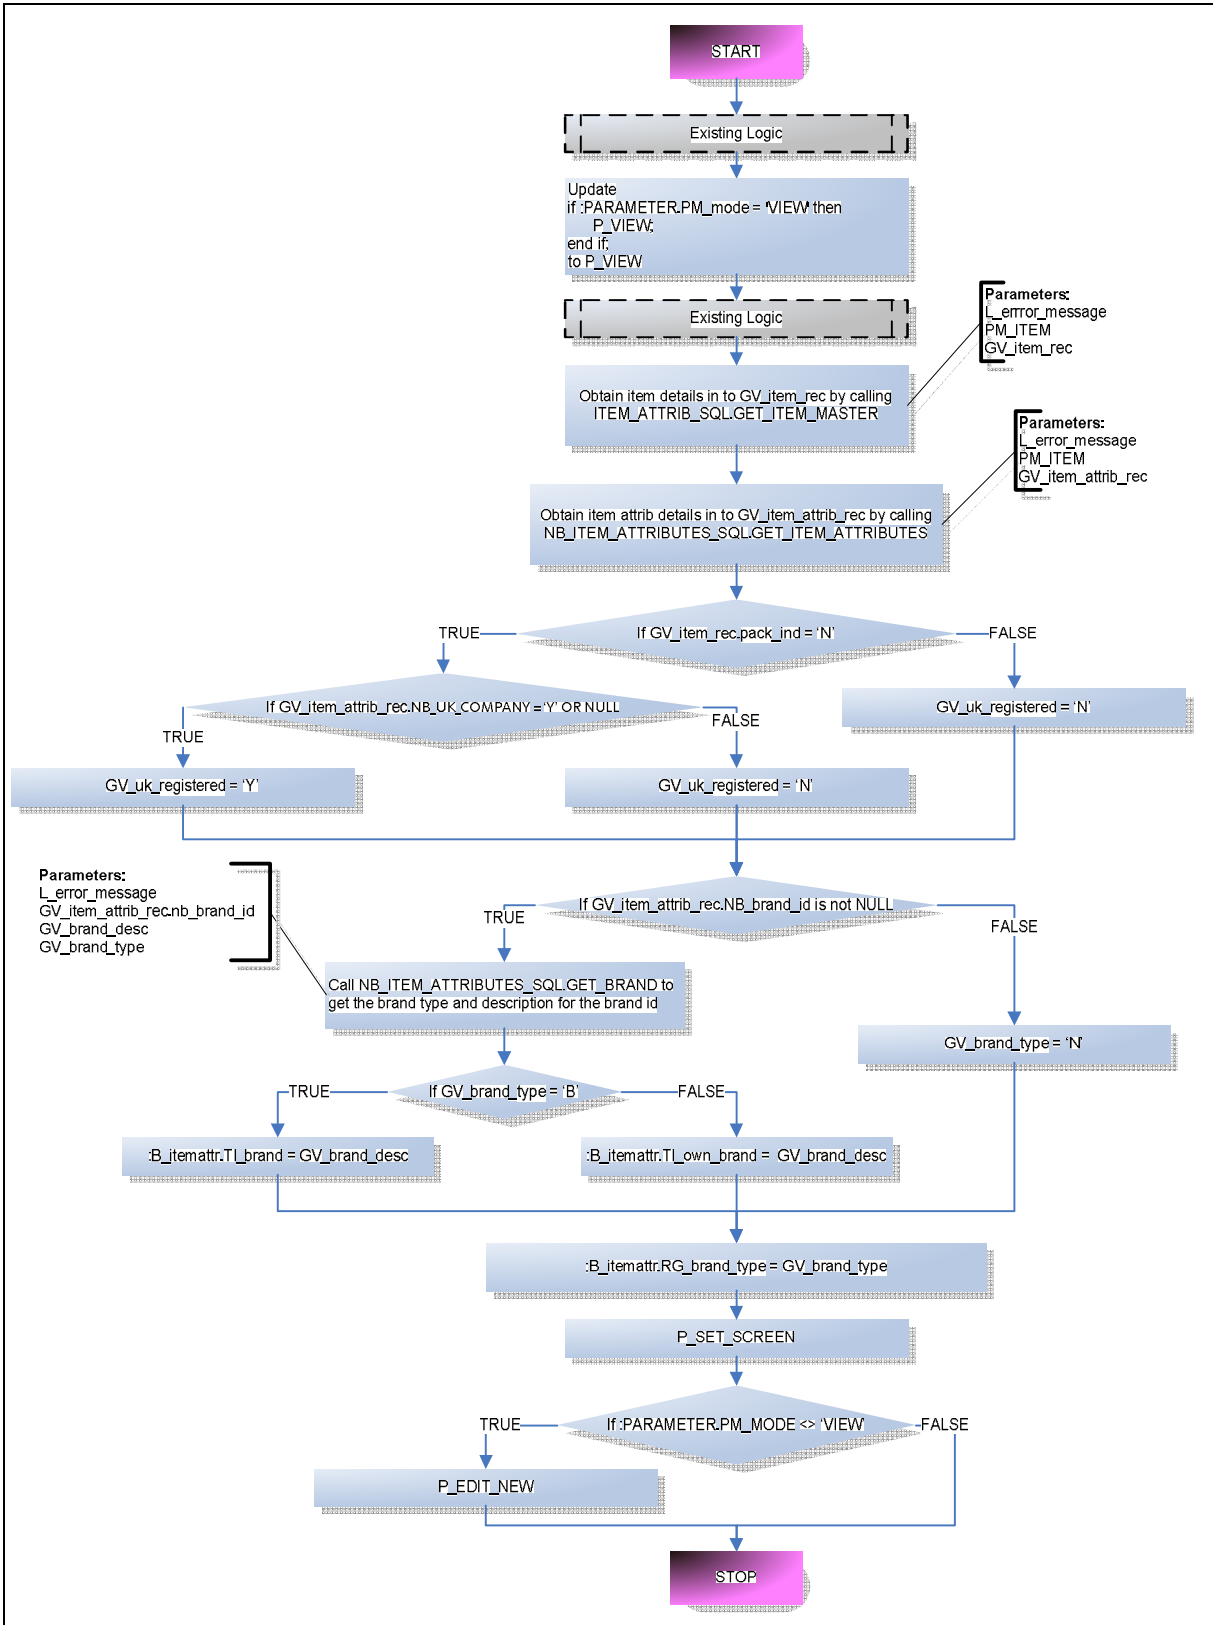 START
Existing Logic
Update
if :PARAMETER.PM_mode = 'VIEW' then
P_VIEW;
end if;
to P_VIEW
Existing Logic
Parameters:
L_errror_message
PM_ITEM
GV_item_rec
Obtain item details in to GV_item_rec by calling
ITEM_ATTRIB_SQL.GET_ITEM_MASTER
Parameters:
L_error_message
PM_ITEM
GV_item_attrib_rec
Obtain item attrib details in to GV_item_attrib_rec by calling
NB_ITEM_ATTRIBUTES_SQL.GET_ITEM_ATTRIBUTES
If GV_item_rec.pack_ind = ‘N’
TRUE
FALSE
If GV_item_attrib_rec.NB_UK_COMPANY = ‘Y’ OR NULL
GV_uk_registered = ‘N’
TRUE
FALSE
GV_uk_registered = ‘Y’
GV_uk_registered = ‘N’
Parameters:
L_error_message
GV_item_attrib_rec.nb_brand_id
GV_brand_desc
GV_brand_type
If GV_item_attrib_rec.NB_brand_id is not NULL
TRUE
FALSE
Call NB_ITEM_ATTRIBUTES_SQL.GET_BRAND to
get the brand type and description for the brand id
GV_brand_type = ‘N’
If GV_brand_type = ‘B’
TRUE
FALSE
:B_itemattr.TI_brand = GV_brand_desc
:B_itemattr.TI_own_brand = GV_brand_desc
:B_itemattr.RG_brand_type = GV_brand_type
P_SET_SCREEN
If :PARAMETER.PM_MODE <> ‘VIEW’
TRUE
FALSE
P_EDIT_NEW
STOP